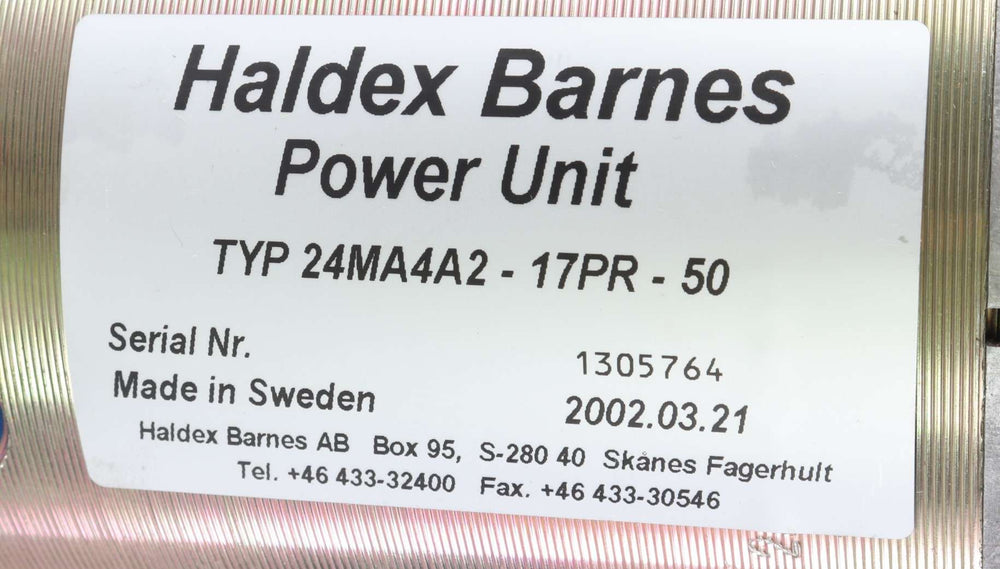 Haldex Barnes
Power Unit
TYP 24MA4A2 - 17PR - 50
Serial Nr. 1305764
Made in Sweden 2002.03.21
Haldex Barnes AB Box 95, S-280 40 Skånes Fagerhult
Tel. +46 433-32400 Fax. +46 433-30546